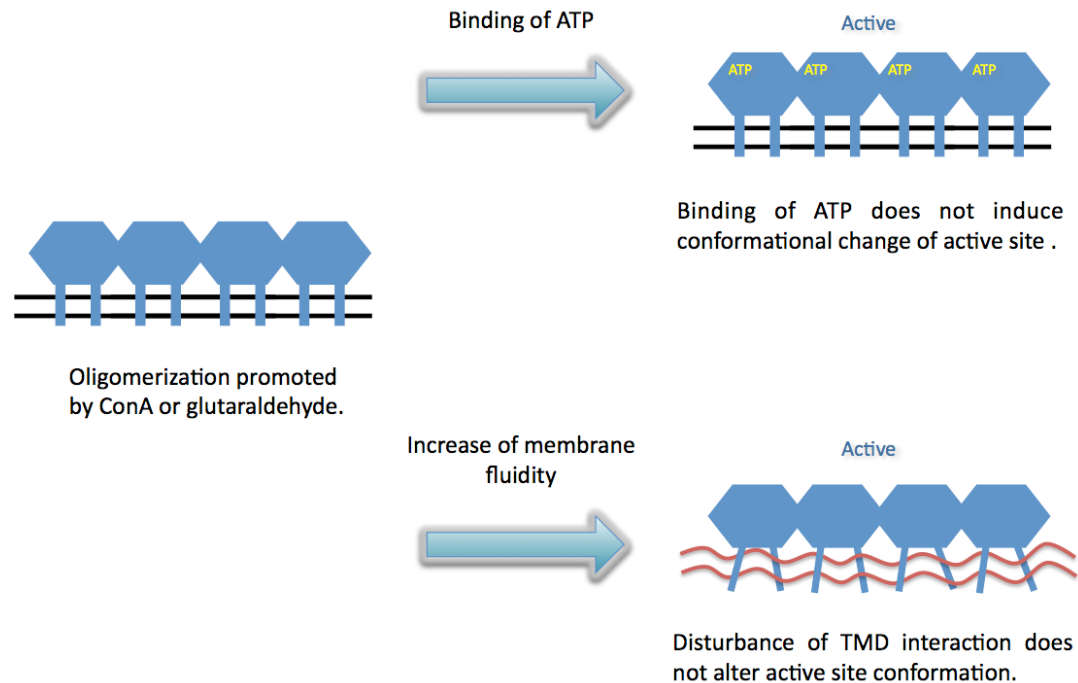 Binding of ATP
Active
ATP ATP ATP ATP
Binding of ATP does not induce
conformational change of active site .
Oligomerization promoted
by ConA or glutaraldehyde.
Increase of membrane
fluidity
Active
Disturbance of TMD interaction does
not alter active site conformation.